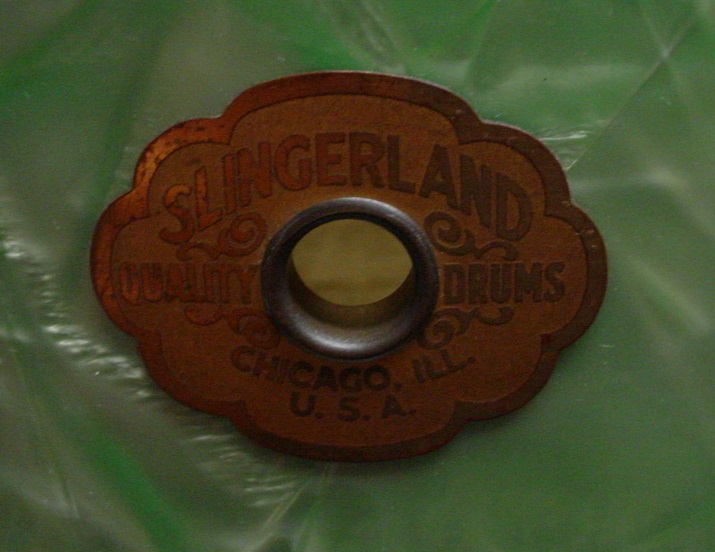 SLINGERLAND
QUALITY DRUMS
CHICAGO, ILL.
U. S. A.